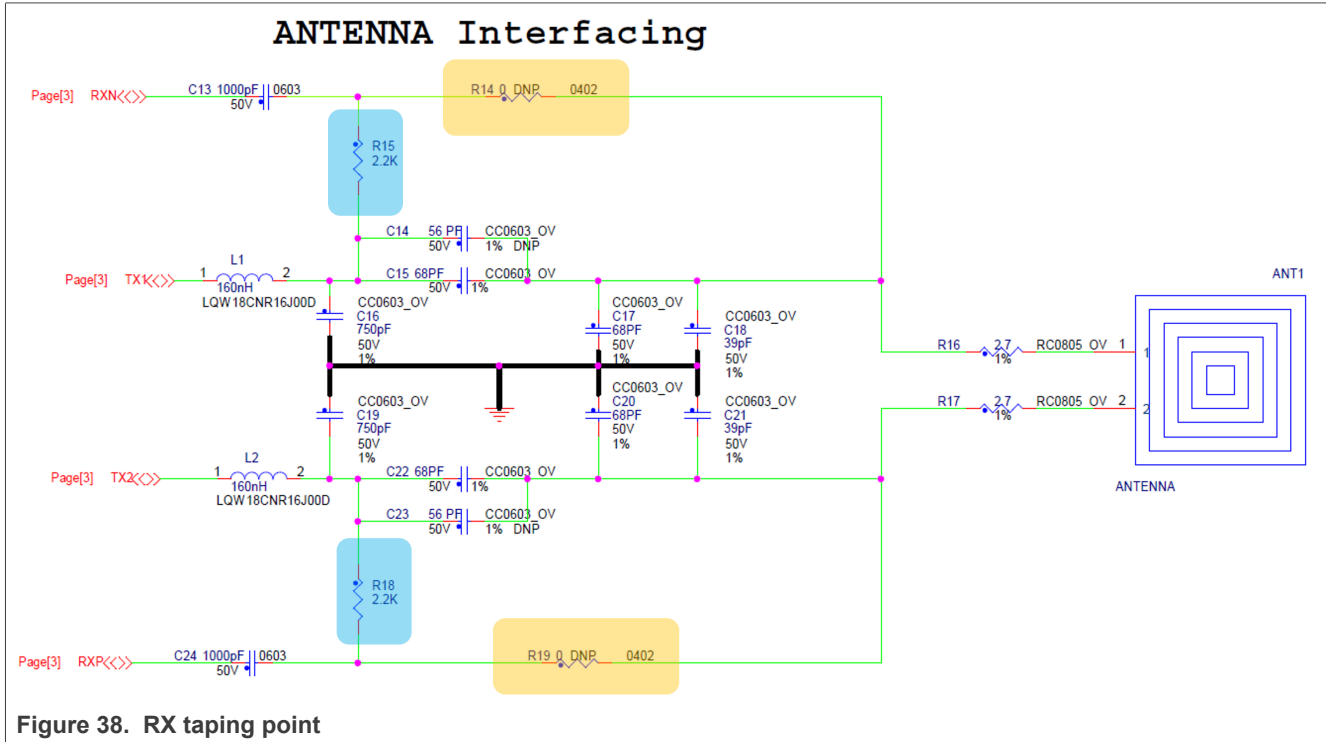 ANTENNA Interfacing
Page[3] RXN C13 1000pF 0603 R14 0 DNP 0402
50V
R15
2.2K
C14 56 PF CC0603_OV
50V 1% DNP
Page[3] TX1 L1 C15 68PF CC0603_OV
1 2 50V 1%
160nH
LQW18CNR16J00D
CC0603_OV
C16
750pF
50V
1%
CC0603_OV
C17
68PF
50V
1%
CC0603_OV
C18
39pF
50V
1%
ANT1
R16 2.7 RC0805_OV 1 1
1%
R17 2.7 RC0805_OV 2 2
1%
ANTENNA
CC0603_OV
C19
750pF
50V
1%
CC0603_OV
C20
68PF
50V
1%
CC0603_OV
C21
39pF
50V
1%
Page[3] TX2 L2 C22 68PF CC0603_OV
1 2 50V 1%
160nH
LQW18CNR16J00D
C23 56 PF CC0603_OV
50V 1% DNP
R18
2.2K
Page[3] RXP C24 1000pF 0603 R19 0 DNP 0402
50V
Figure 38. RX taping point